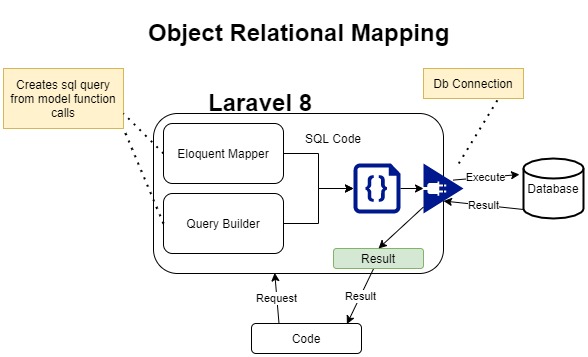 Object Relational Mapping
Creates sql query
from model function
calls
Laravel 8
Db Connection
Eloquent Mapper
SQL Code
Query Builder
{}
Execute
Result
Database
Result
Request
Result
Code